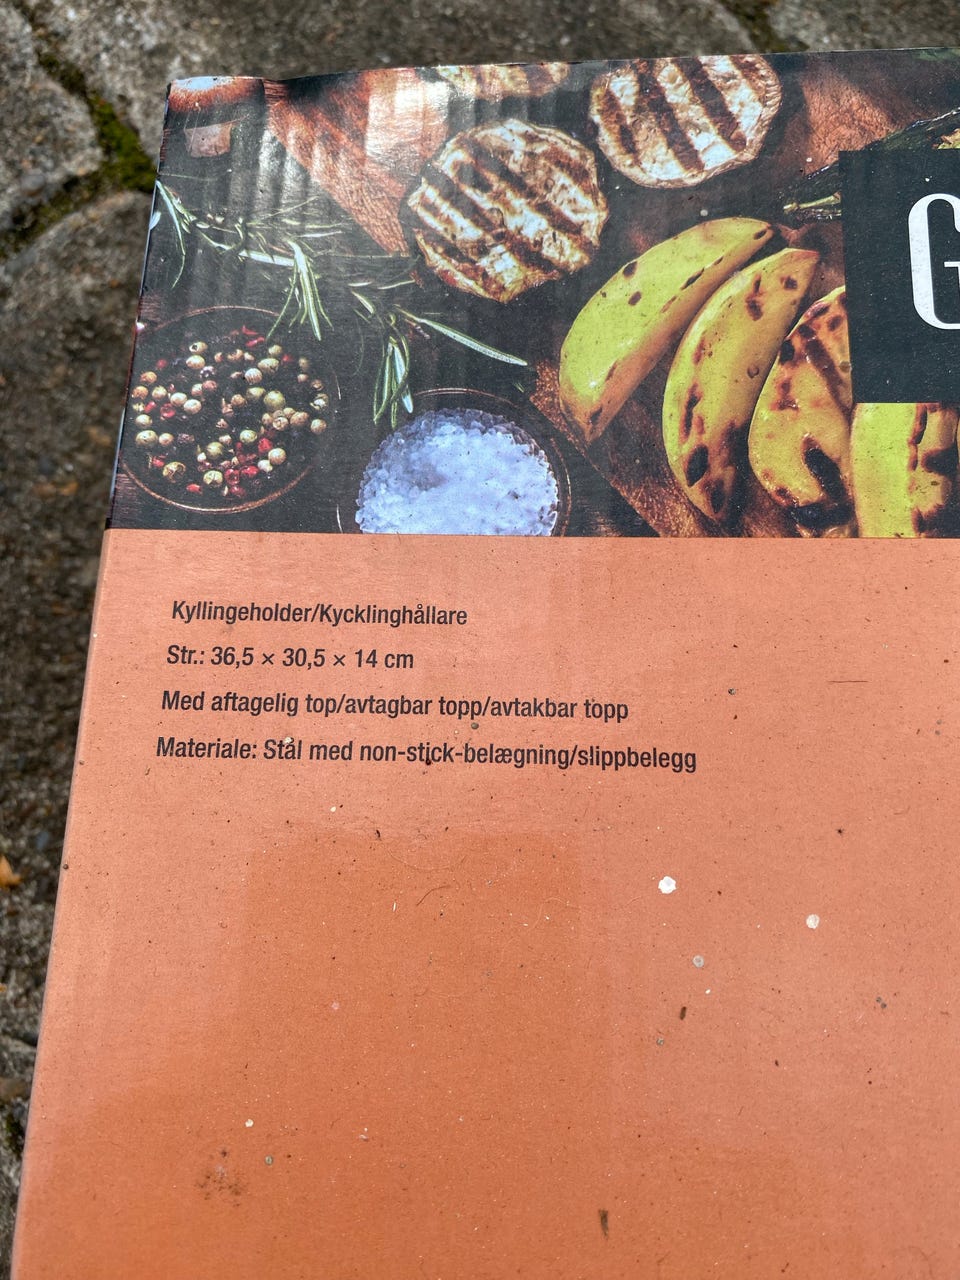 G
Kyllingeholder/Kycklinghållare
Str.: 36,5 × 30,5 × 14 cm
Med aftagelig top/avtagbar topp/avtakbar topp
Materiale: Stål med non-stick-belægning/slippbelegg